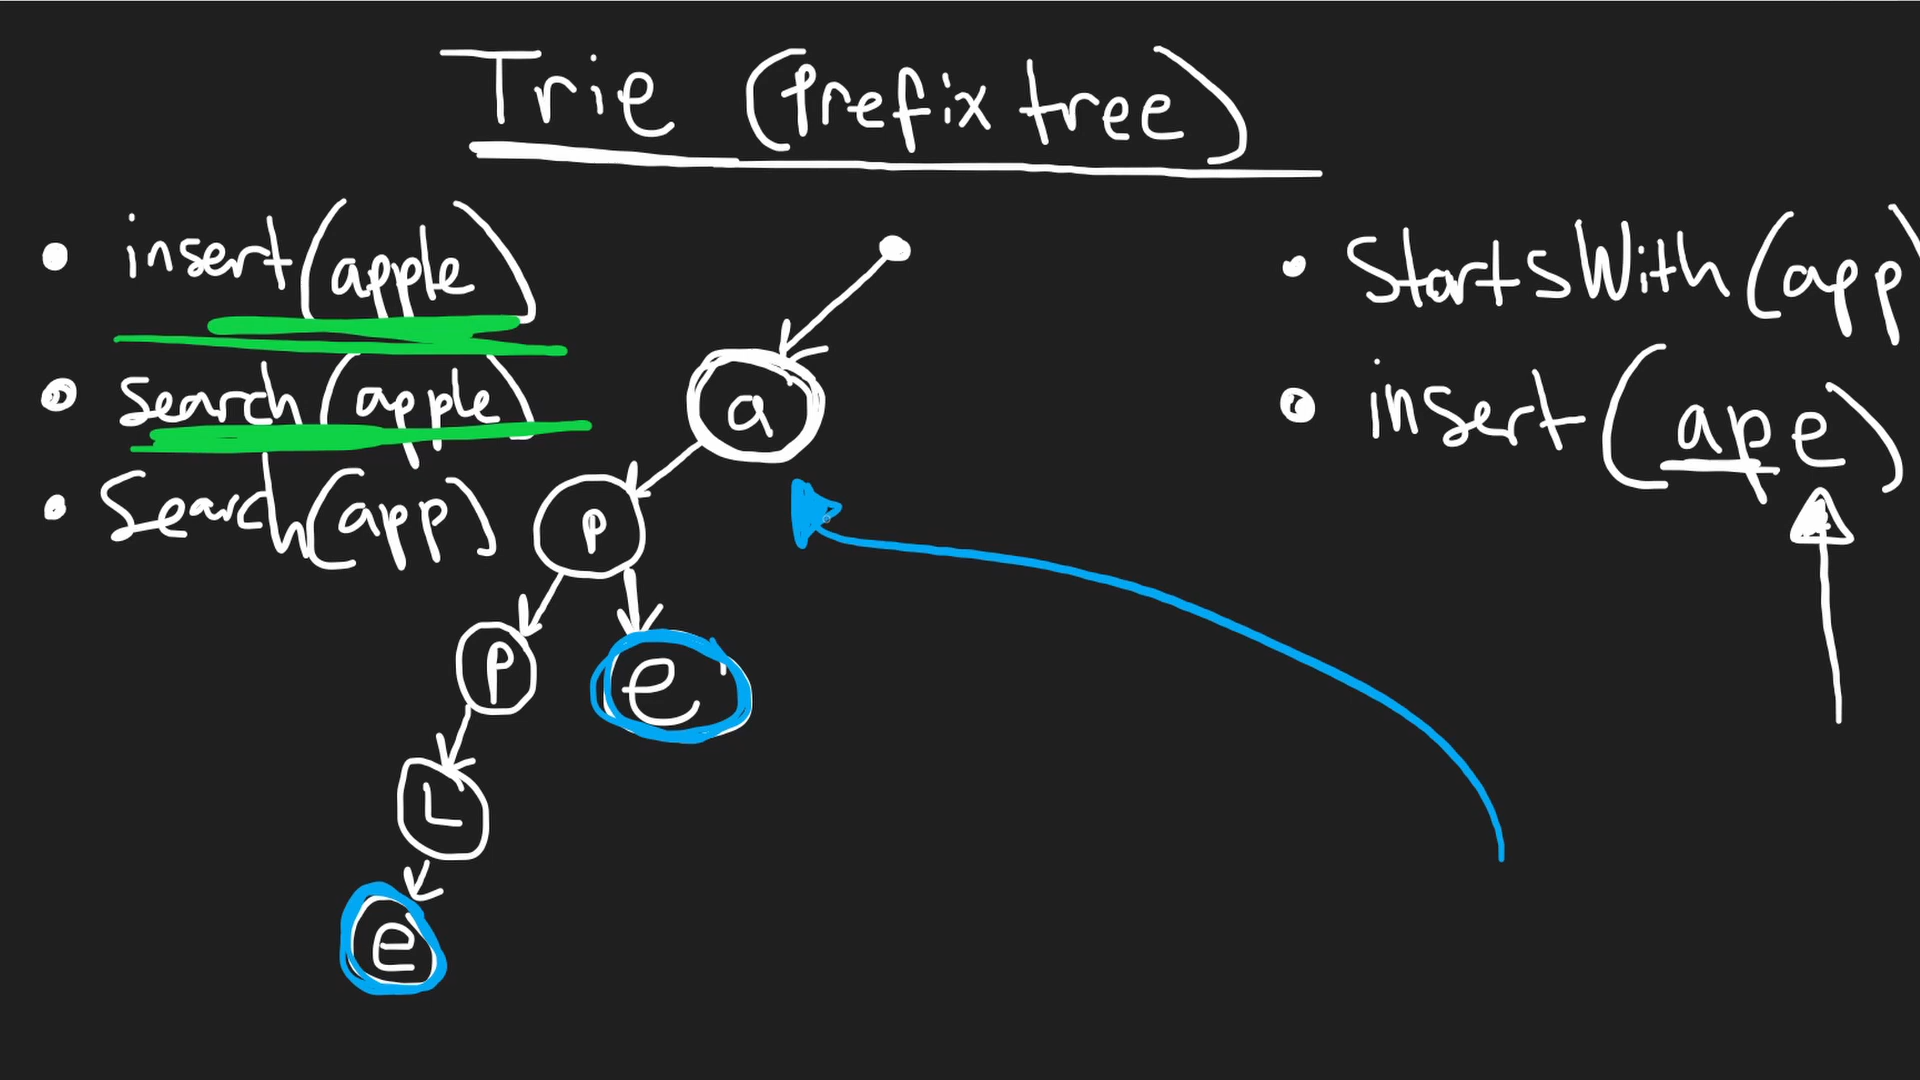 Trie (Prefix tree)
• insert(apple)
• search(apple)
• Search(app)
• StartsWith(app)
• insert(ape)
a
P
P
e
L
e